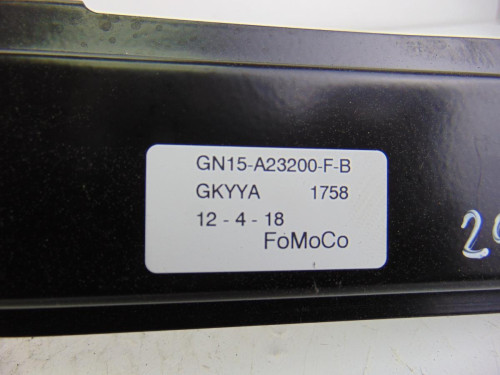 GN15-A23200-F-B
GKYYA 1758
12 - 4 - 18
FoMoCo